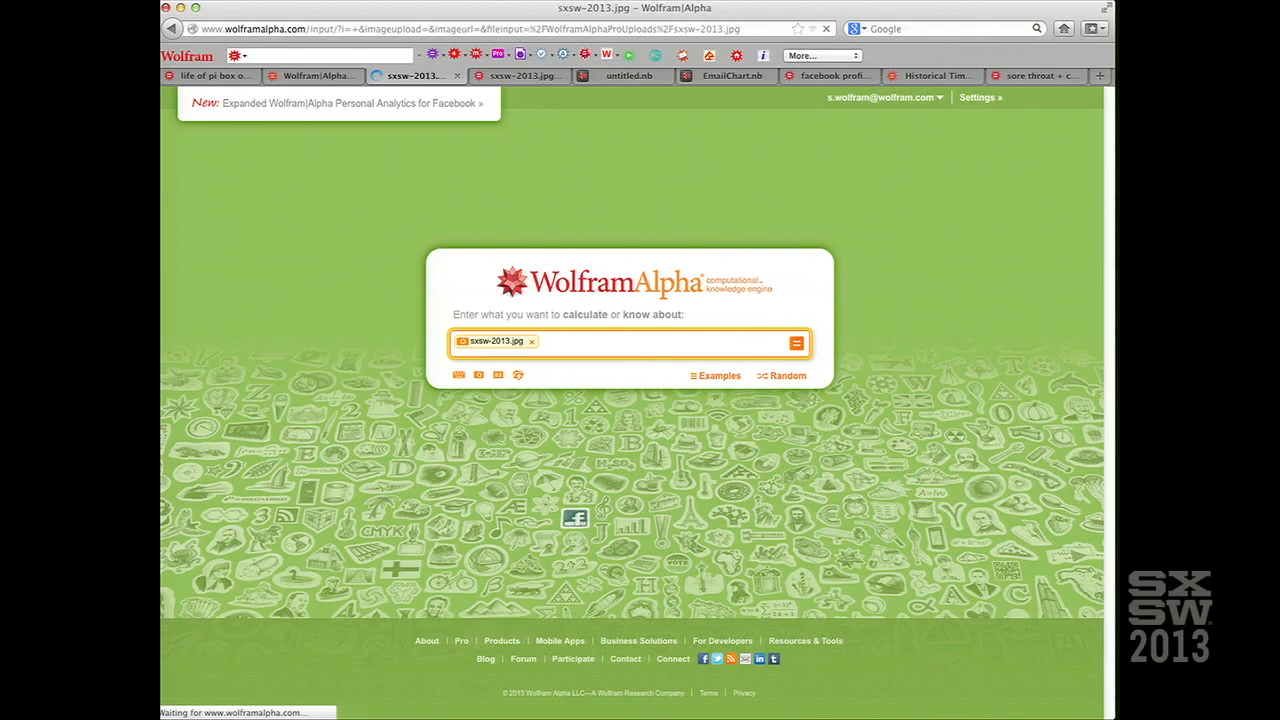 sxsw-2013.jpg – Wolfram|Alpha
www.wolframalpha.com/input/?i=+&imageupload=&imageurl=&fileinput=%2FWolframAlphaProUploads%2Fsxsw-2013.jpg
Google
Wolfram
More...
life of pi box o...
Wolfram|Alpha...
sxsw-2013....
sxsw-2013.jpg...
untitled.nb
EmailChart.nb
facebook profi...
Historical Tim...
sore throat + c...
New: Expanded Wolfram|Alpha Personal Analytics for Facebook »
s.wolfram@wolfram.com
Settings »
WolframAlpha computational knowledge engine
Enter what you want to calculate or know about:
sxsw-2013.jpg ×
Examples
Random
About | Pro | Products | Mobile Apps | Business Solutions | For Developers | Resources & Tools
Blog | Forum | Participate | Contact | Connect
© 2013 Wolfram Alpha LLC—A Wolfram Research Company | Terms | Privacy
Waiting for www.wolframalpha.com...
SXSW
2013